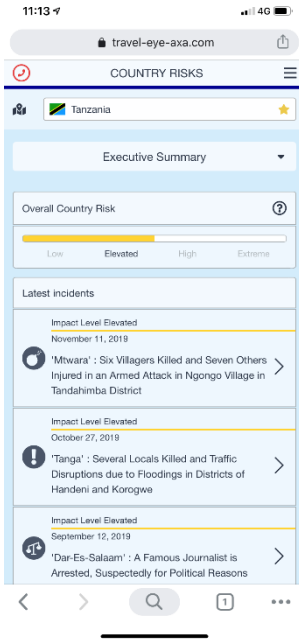 11:13
4G
travel-eye-axa.com
COUNTRY RISKS
Tanzania
Executive Summary
Overall Country Risk
?
Low Elevated High Extreme
Latest incidents
Impact Level Elevated
November 11, 2019
'Mtwara' : Six Villagers Killed and Seven Others
Injured in an Armed Attack in Ngongo Village in
Tandahimba District
Impact Level Elevated
October 27, 2019
'Tanga' : Several Locals Killed and Traffic
Disruptions due to Floodings in Districts of
Handeni and Korogwe
Impact Level Elevated
September 12, 2019
'Dar-Es-Salaam' : A Famous Journalist is
Arrested, Suspectedly for Political Reasons
1